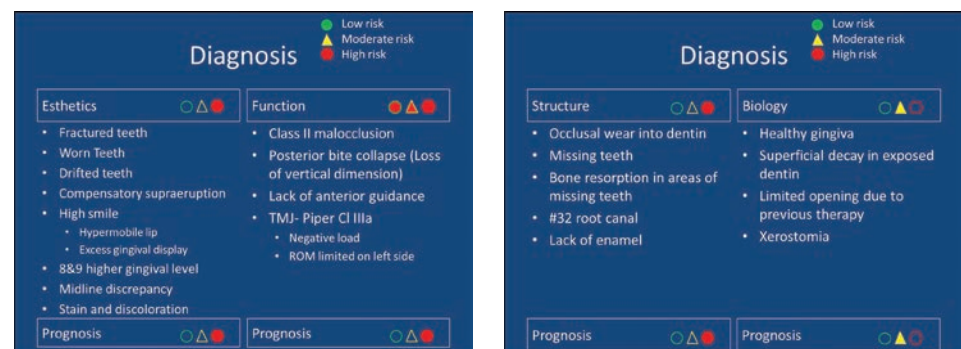 Low risk
Moderate risk
High risk
Diagnosis
Esthetics
• Fractured teeth
• Worn Teeth
• Drifted teeth
• Compensatory supraeruption
• High smile
• Hypermobile lip
• Excess gingival display
• 8&9 higher gingival level
• Midline discrepancy
• Stain and discoloration
Prognosis
Function
• Class II malocclusion
• Posterior bite collapse (Loss
of vertical dimension)
• Lack of anterior guidance
• TMJ- Piper Cl IIIa
• Negative load
• ROM limited on left side
Prognosis
Low risk
Moderate risk
High risk
Diagnosis
Structure
• Occlusal wear into dentin
• Missing teeth
• Bone resorption in areas of
missing teeth
• #32 root canal
• Lack of enamel
Prognosis
Biology
• Healthy gingiva
• Superficial decay in exposed
dentin
• Limited opening due to
previous therapy
• Xerostomia
Prognosis